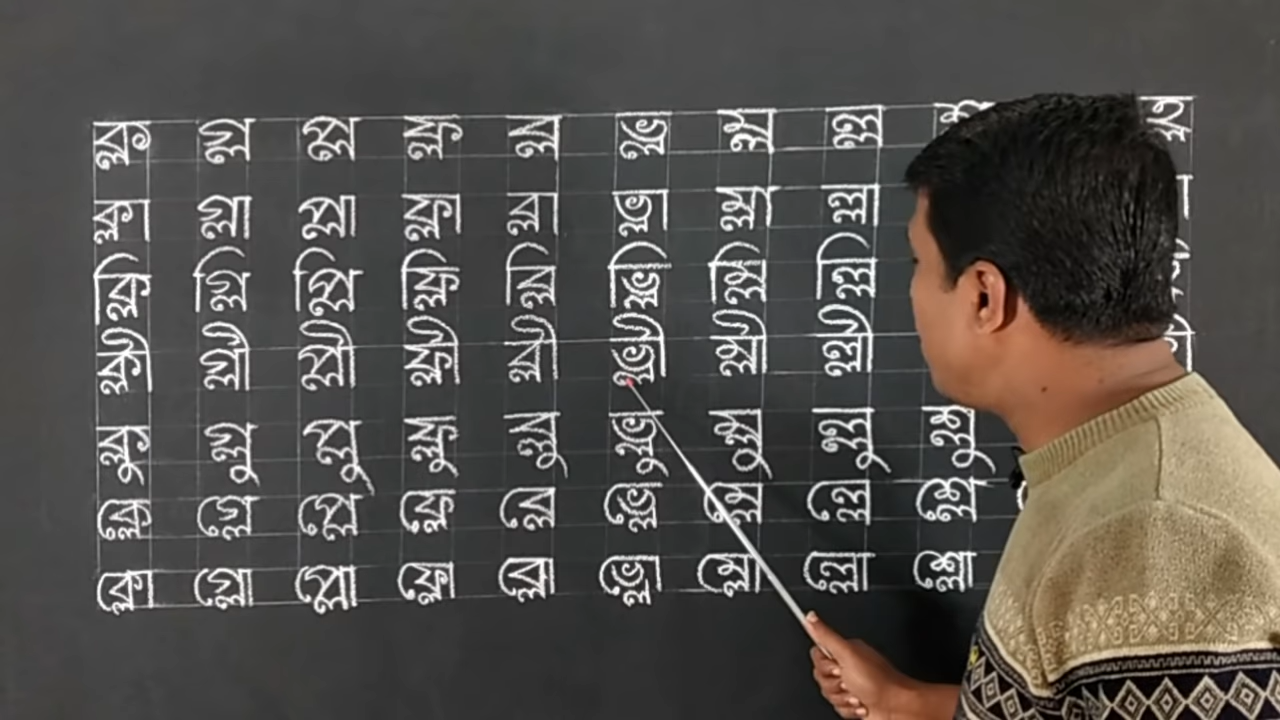 ক্ল গ্ল প্ল ফ্ল ব্ল ভ্ল ম্ল ল্ল
ক্লা গ্লা প্লা ফ্লা ব্লা ভ্লা ম্লা ল্লা
ক্লি গ্লি প্লি ফ্লি ব্লি ভ্লি ম্লি ল্লি
ক্লী গ্লী প্লী ফ্লী ব্লী ভ্লী ম্লী ল্লী
ক্লু গ্লু প্লু ফ্লু ব্লু ভ্লু ম্লু ল্লু শ্লু
ক্লে গ্লে প্লে ফ্লে ব্লে ভ্লে ম্লে ল্লে শ্লে
ক্লো গ্লো প্লো ফ্লো ব্লো ভ্লো ম্লো ল্লো শ্লো